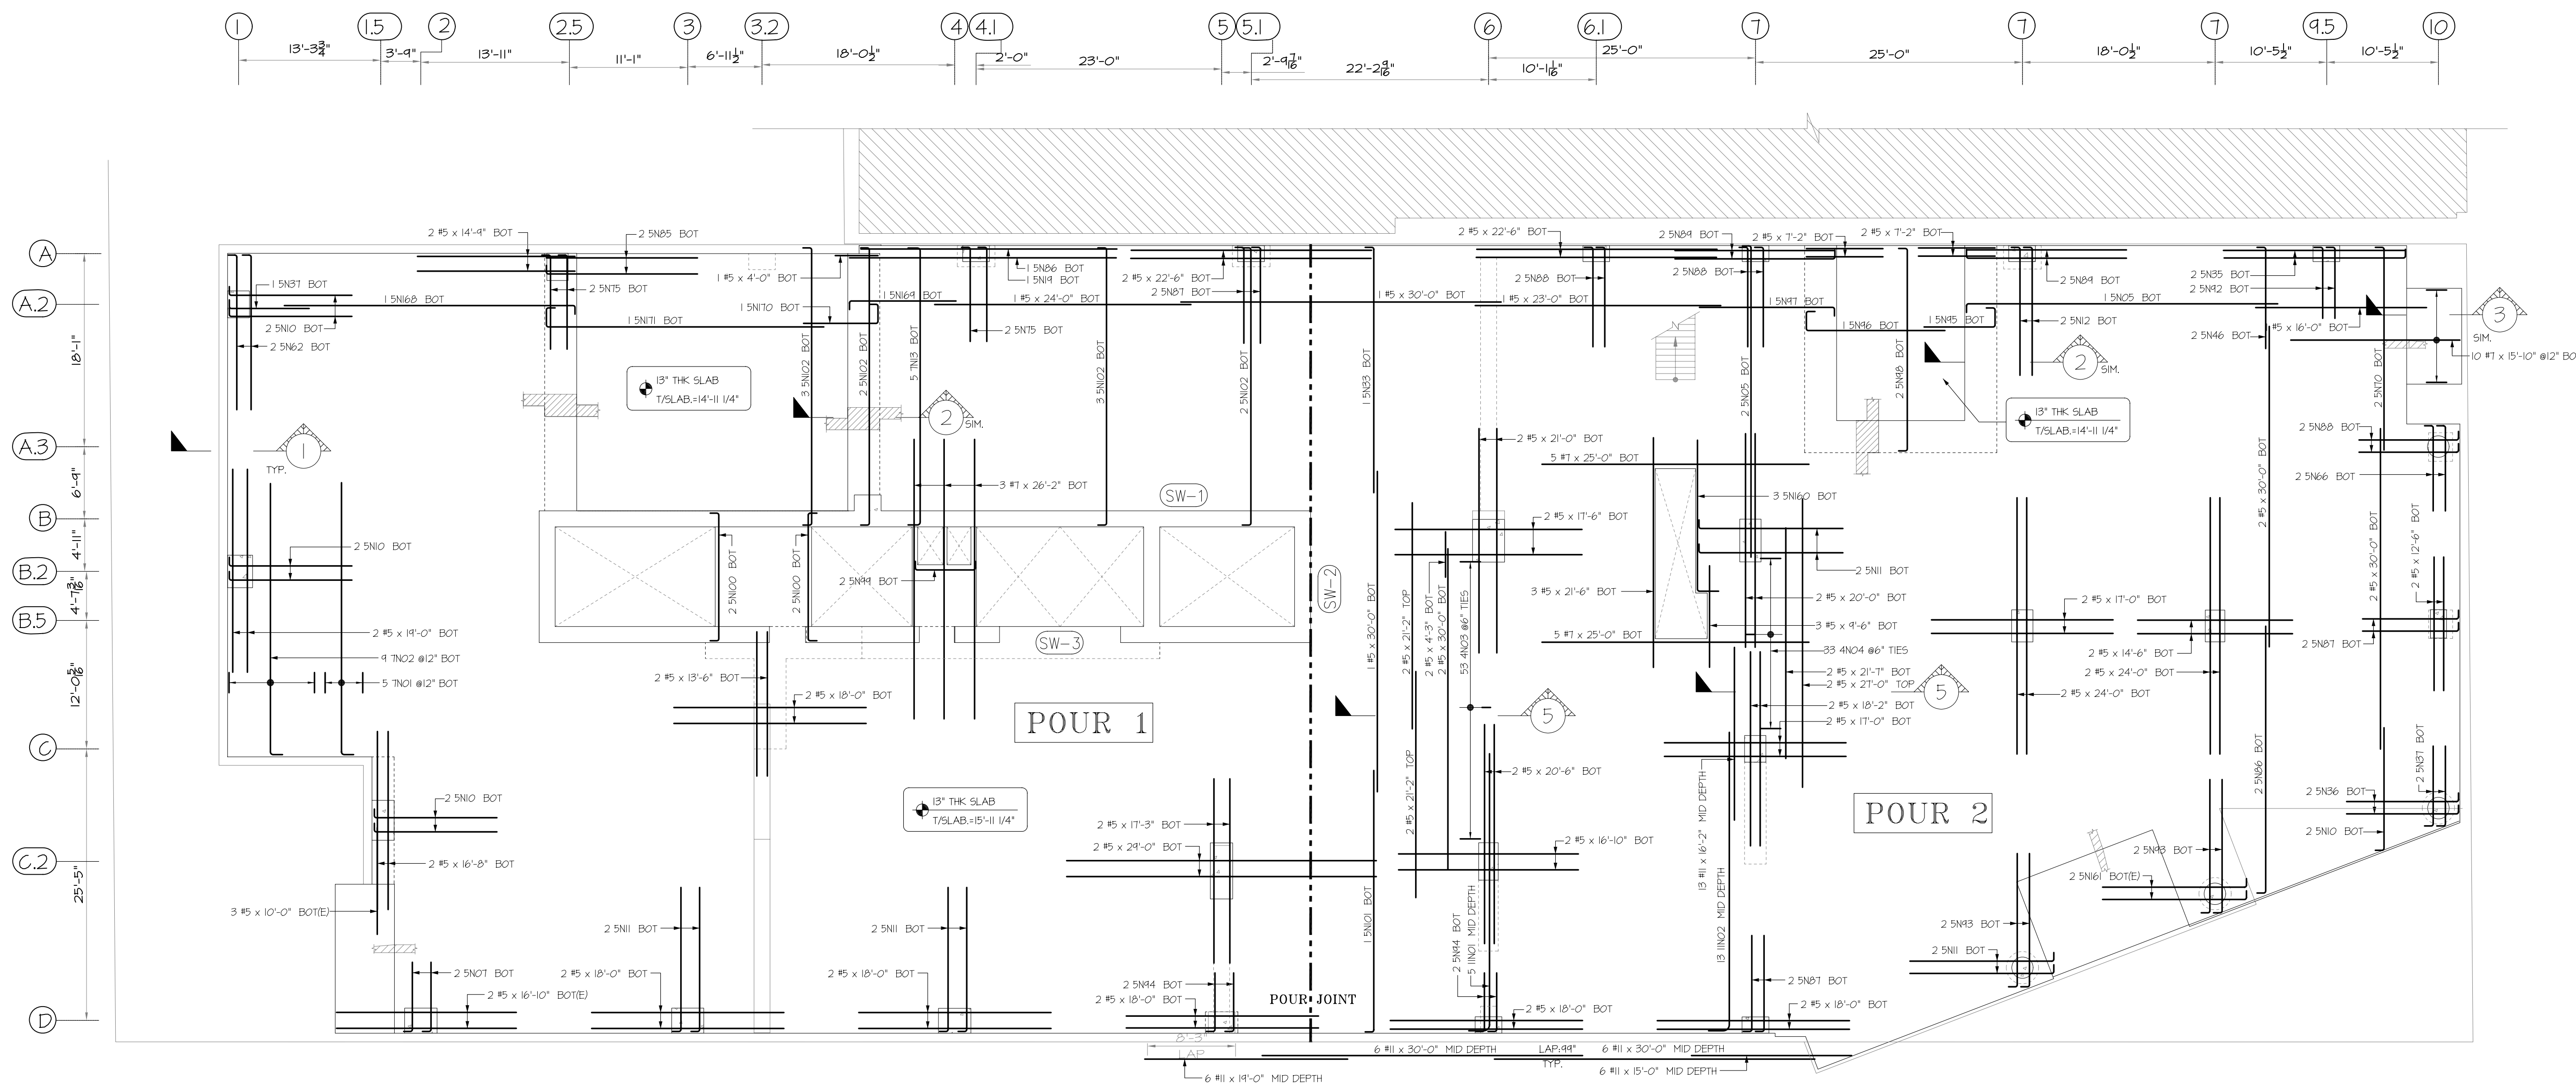 1 1.5 2 2.5 3 3.2 4 4.1 5 5.1 6 6.1 7 7 7 9.5 10
13'-3 3/4" 3'-9" 13'-11" 11'-1" 6'-11 1/2" 18'-0 1/2" 2'-0" 23'-0" 2'-9 7/16" 22'-2 9/16" 25'-0" 10'-1 1/16" 25'-0" 18'-0 1/2" 10'-5 1/2" 10'-5 1/2"
A
A.2
18'-1"
A.3
6'-9"
B
4'-11"
B.2
4'-7 3/16"
B.5
12'-0 5/16"
C
C.2
25'-5"
D
2 #5 x 14'-9" BOT
2 5N85 BOT
1 5N37 BOT
1 5N168 BOT
2 5N10 BOT
2 5N62 BOT
2 5N75 BOT
1 5N171 BOT
1 #5 x 4'-0" BOT
1 5N170 BOT
1 5N169 BOT
1 5N86 BOT
1 5N19 BOT
1 #5 x 24'-0" BOT
2 5N75 BOT
2 #5 x 22'-6" BOT
2 5N87 BOT
1 #5 x 30'-0" BOT
2 #5 x 22'-6" BOT
2 5N88 BOT
1 #5 x 23'-0" BOT
2 5N89 BOT
2 5N88 BOT
2 #5 x 7'-2" BOT
2 #5 x 7'-2" BOT
1 5N97 BOT
1 5N96 BOT
1 5N95 BOT
2 5N89 BOT
1 5N05 BOT
2 5N12 BOT
2 5N35 BOT
2 5N92 BOT
2 5N46 BOT
1 #5 x 16'-0" BOT
3
SIM.
10 #7 x 15'-10" @12" BO
3 5N102 BOT
2 5N102 BOT
5 7N13 BOT
3 5N102 BOT
2 5N102 BOT
1 5N33 BOT
2 5N05 BOT
2 5N98 BOT
2 5N70 BOT
13" THK SLAB
T/SLAB.=14'-11 1/4"
2
SIM.
2
SIM.
13" THK SLAB
T/SLAB.=14'-11 1/4"
1
TYP.
3 #7 x 26'-2" BOT
SW-1
SW-2
SW-3
2 #5 x 21'-0" BOT
5 #7 x 25'-0" BOT
3 5N160 BOT
2 #5 x 17'-6" BOT
2 5N11 BOT
3 #5 x 21'-6" BOT
2 #5 x 20'-0" BOT
3 #5 x 9'-6" BOT
5 #7 x 25'-0" BOT
33 4N04 @6" TIES
2 #5 x 21'-7" BOT
2 #5 x 27'-0" TOP
2 #5 x 18'-2" BOT
2 #5 x 17'-0" BOT
5
5
2 5N88 BOT
2 5N66 BOT
2 #5 x 30'-0" BOT
2 #5 x 30'-0" BOT
2 #5 x 12'-6" BOT
2 #5 x 17'-0" BOT
2 #5 x 14'-6" BOT
2 #5 x 24'-0" BOT
2 #5 x 24'-0" BOT
2 5N87 BOT
2 5N10 BOT
2 #5 x 19'-0" BOT
9 7N02 @12" BOT
5 7N01 @12" BOT
2 5N100 BOT
2 5N100 BOT
2 5N99 BOT
2 #5 x 13'-6" BOT
2 #5 x 18'-0" BOT
1 #5 x 30'-0" BOT
2 #5 x 21'-2" TOP
2 #5 x 4'-3" BOT
2 #5 x 30'-0" BOT
53 4N03 @6" TIES
2 #5 x 21'-2" TOP
POUR 1
13" THK SLAB
T/SLAB.=15'-11 1/4"
2 #5 x 20'-6" BOT
13 #11 x 16'-2" MID DEPTH
POUR 2
2 5N86 BOT
2 5N37 BOT
2 5N36 BOT
2 5N10 BOT
2 5N93 BOT
2 5N161 BOT(E)
2 5N93 BOT
2 5N11 BOT
2 5N10 BOT
2 #5 x 16'-8" BOT
3 #5 x 10'-0" BOT(E)
2 5N07 BOT
2 #5 x 16'-10" BOT(E)
2 5N11 BOT
2 #5 x 18'-0" BOT
2 5N11 BOT
2 #5 x 18'-0" BOT
2 #5 x 17'-3" BOT
2 #5 x 29'-0" BOT
2 5N94 BOT
2 #5 x 18'-0" BOT
POUR JOINT
1 5N101 BOT
2 #5 x 16'-10" BOT
2 5N94 BOT
5 11N01 MID DEPTH
2 #5 x 18'-0" BOT
13 11N02 MID DEPTH
2 5N87 BOT
2 #5 x 18'-0" BOT
8'-3"
LAP
6 #11 x 30'-0" MID DEPTH
LAP:99"
TYP.
6 #11 x 30'-0" MID DEPTH
6 #11 x 19'-0" MID DEPTH
6 #11 x 15'-0" MID DEPTH
N